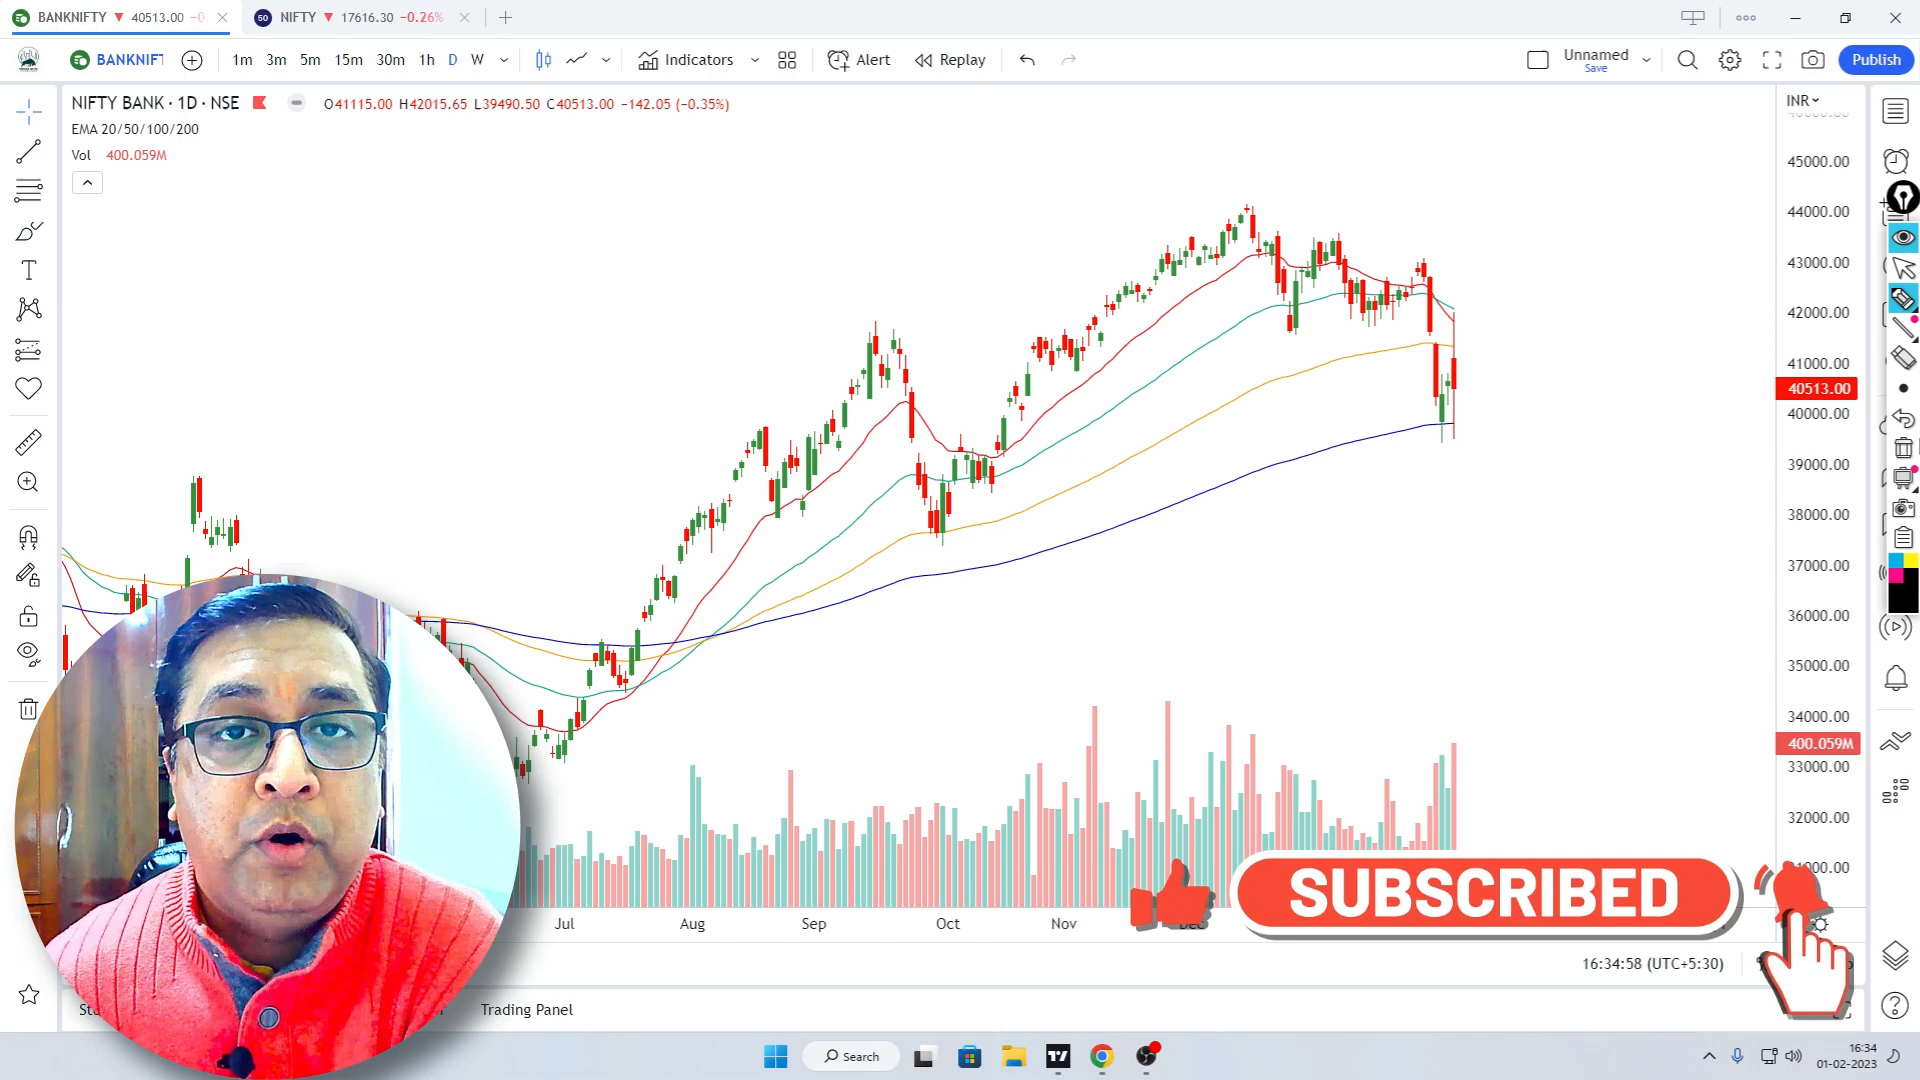 BANKNIFTY ▼ 40513.00 −0.
50 NIFTY ▼ 17616.30 −0.26%
BANKNIFT
1m 3m 5m 15m 30m 1h D W
Indicators
Alert
Replay
Unnamed
Save
Publish
NIFTY BANK · 1D · NSE
O41115.00 H42015.65 L39490.50 C40513.00 −142.05 (−0.35%)
EMA 20/50/100/200
Vol 400.059M
INR
45000.00
44000.00
43000.00
42000.00
41000.00
40513.00
40000.00
39000.00
38000.00
37000.00
36000.00
35000.00
34000.00
400.059M
33000.00
32000.00
SUBSCRIBED
Jul Aug Sep Oct Nov Dec
16:34:58 (UTC+5:30)
Trading Panel
Search
16:34
01-02-2023